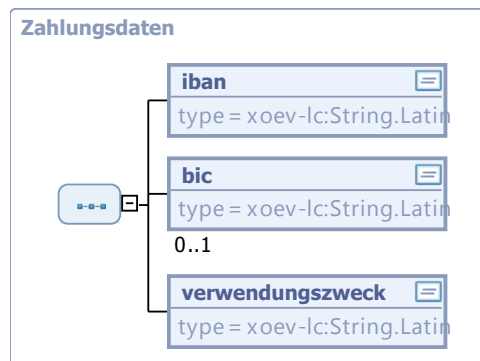 Zahlungsdaten
iban
type = xoev-lc:String.Latin
bic
type = xoev-lc:String.Latin
0..1
verwendungszweck
type = xoev-lc:String.Latin